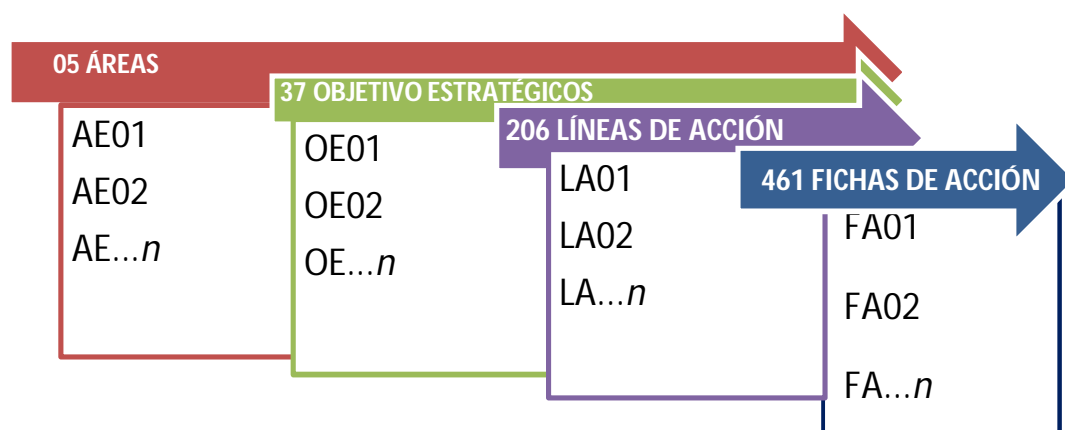 05 ÁREAS
AE01
AE02
AE...n
37 OBJETIVO ESTRATÉGICOS
OE01
OE02
OE...n
206 LÍNEAS DE ACCIÓN
LA01
LA02
LA...n
461 FICHAS DE ACCIÓN
FA01
FA02
FA...n